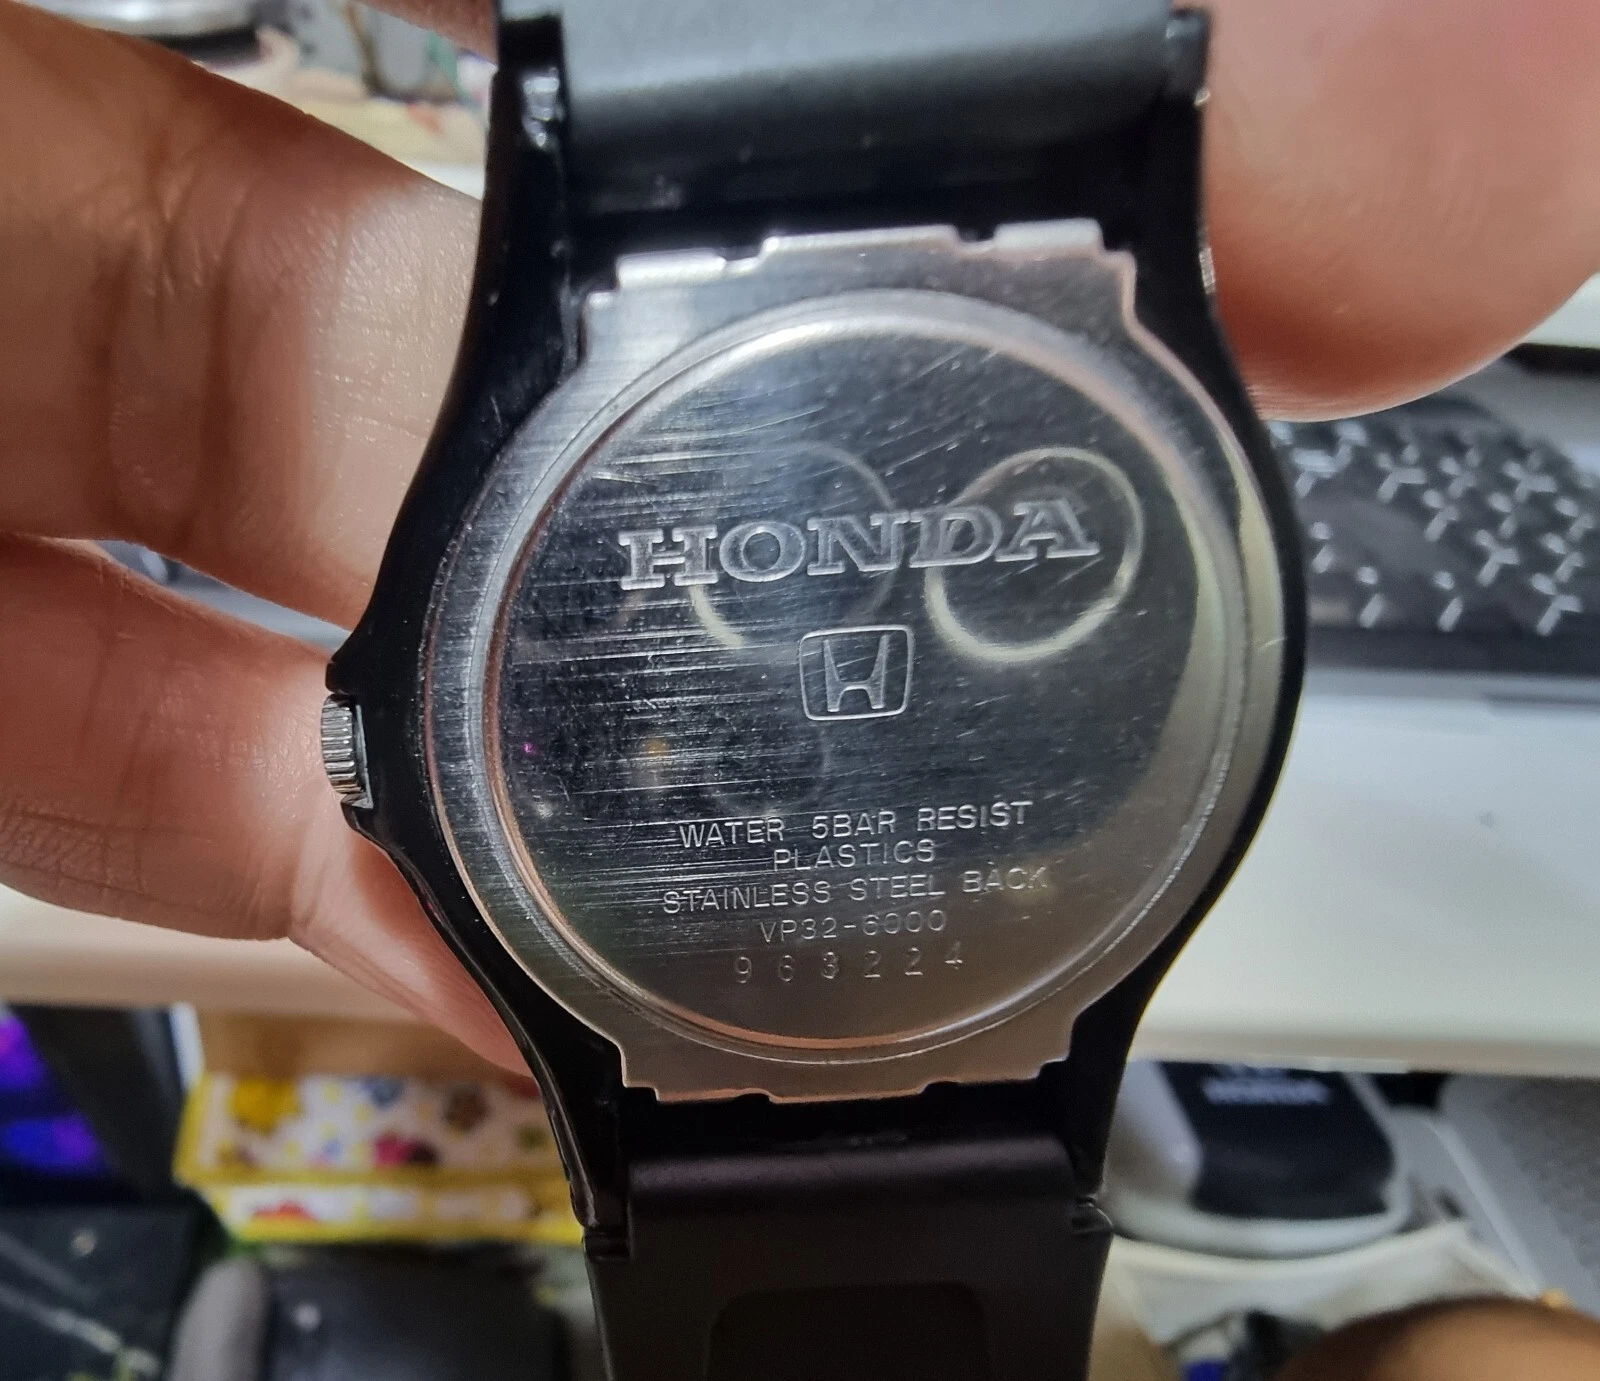 HONDA
WATER 5BAR RESIST
PLASTICS
STAINLESS STEEL BACK
VP32-6000
963224